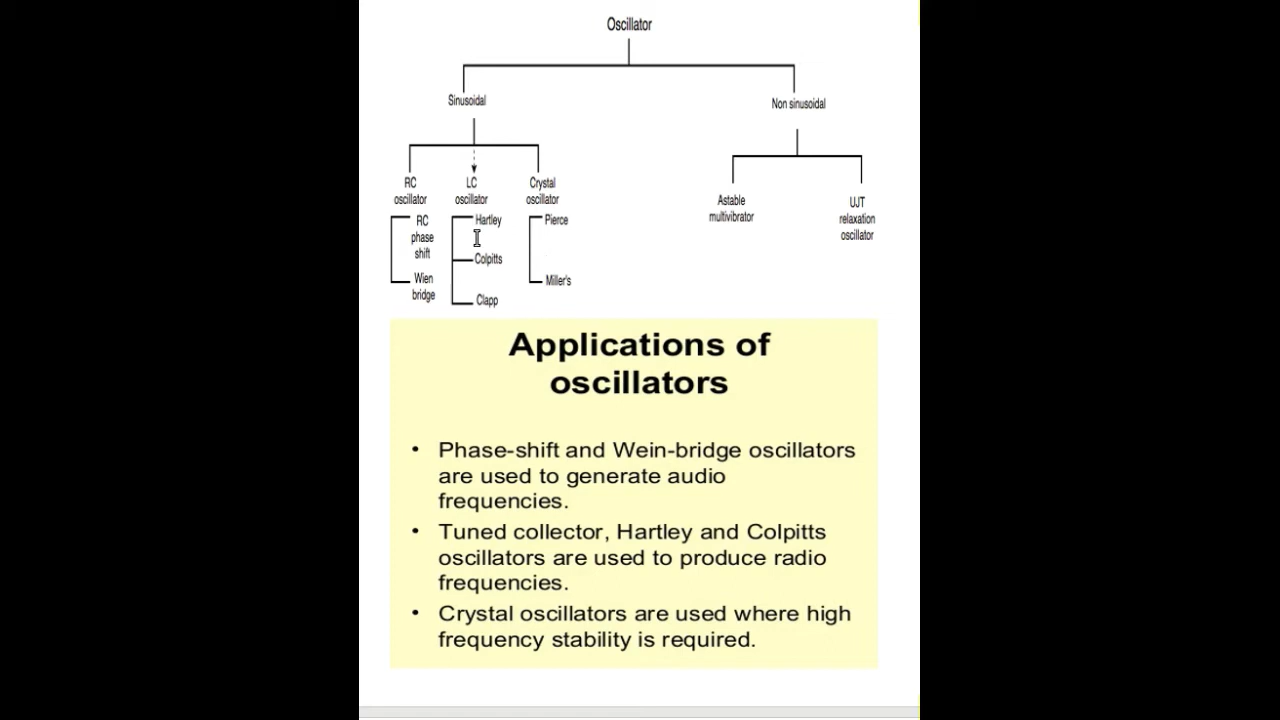 Oscillator
Sinusoidal
Non sinusoidal
RC
oscillator
LC
oscillator
Crystal
oscillator
RC
phase
shift
Wien
bridge
Hartley
Colpitts
Clapp
Pierce
Miller's
Astable
multivibrator
UJT
relaxation
oscillator
Applications of
oscillators
• Phase-shift and Wein-bridge oscillators
are used to generate audio
frequencies.
• Tuned collector, Hartley and Colpitts
oscillators are used to produce radio
frequencies.
• Crystal oscillators are used where high
frequency stability is required.